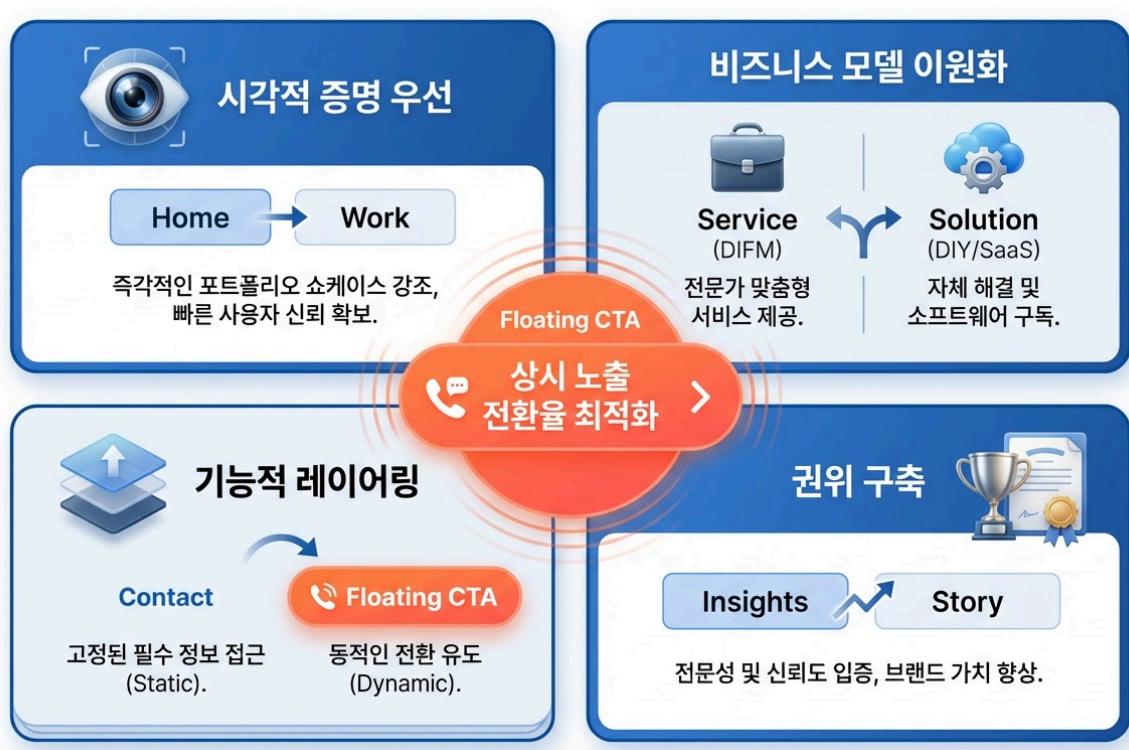 시각적 증명 우선
Home
Work
즉각적인 포트폴리오 쇼케이스 강조,
빠른 사용자 신뢰 확보.
비즈니스 모델 이원화
Service
(DIFM)
전문가 맞춤형
서비스 제공.
Solution
(DIY/SaaS)
자체 해결 및
소프트웨어 구독.
Floating CTA
상시 노출
전환율 최적화
기능적 레이어링
Contact
고정된 필수 정보 접근
(Static).
Floating CTA
동적인 전환 유도
(Dynamic).
권위 구축
Insights
Story
전문성 및 신뢰도 입증, 브랜드 가치 향상.